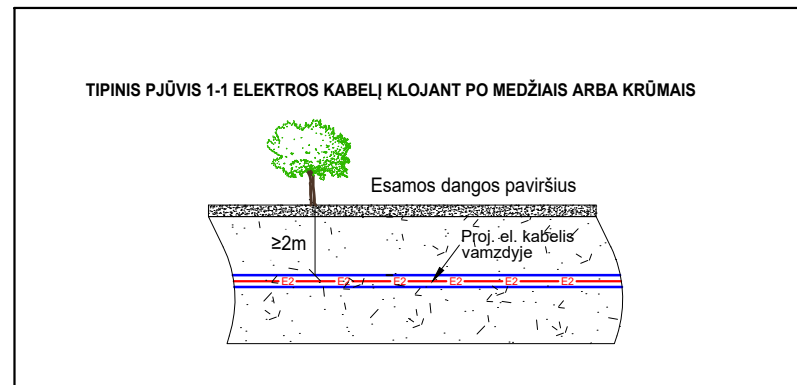 TIPINIS PJŪVIS 1-1 ELEKTROS KABELĮ KLOJANT PO MEDŽIAIS ARBA KRŪMAIS
Esamos dangos paviršius
≥2m
Proj. el. kabelis
vamzdyje
E2 E2 E2 E2 E2 E2